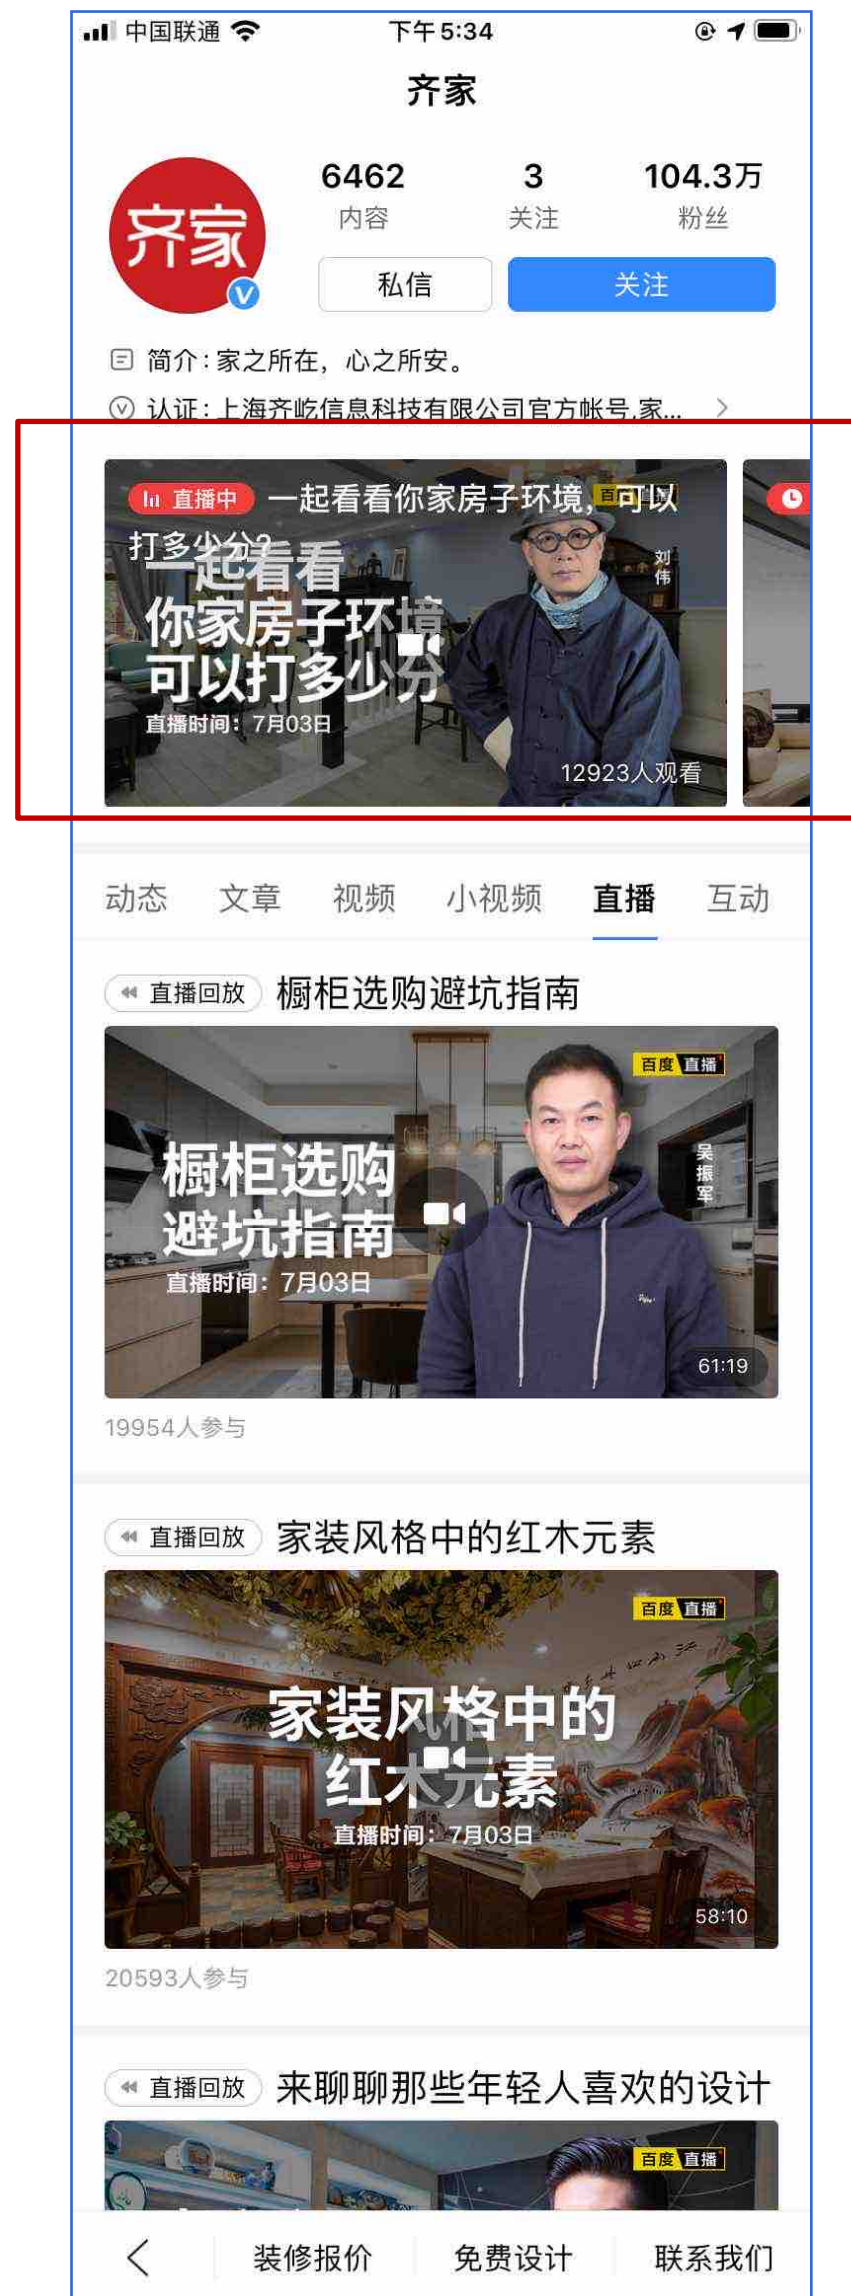 中国联通
下午5:34
齐家
齐家
6462
3
104.3万
内容
关注
粉丝
私信
关注
简介:家之所在，心之所安。
认证:上海齐屹信息科技有限公司官方帐号,家...
直播中 一起看看你家房子环境，可以
打多少分？
一起看看
你家房子环境
可以打多少分
直播时间：7月03日
刘伟
12923人观看
动态 文章 视频 小视频 直播 互动
直播回放 橱柜选购避坑指南
百度 直播
橱柜选购
避坑指南
直播时间：7月03日
吴振军
61:19
19954人参与
直播回放 家装风格中的红木元素
百度 直播
家装风格中的
红木元素
直播时间：7月03日
58:10
20593人参与
直播回放 来聊聊那些年轻人喜欢的设计
百度 直播
装修报价 免费设计 联系我们